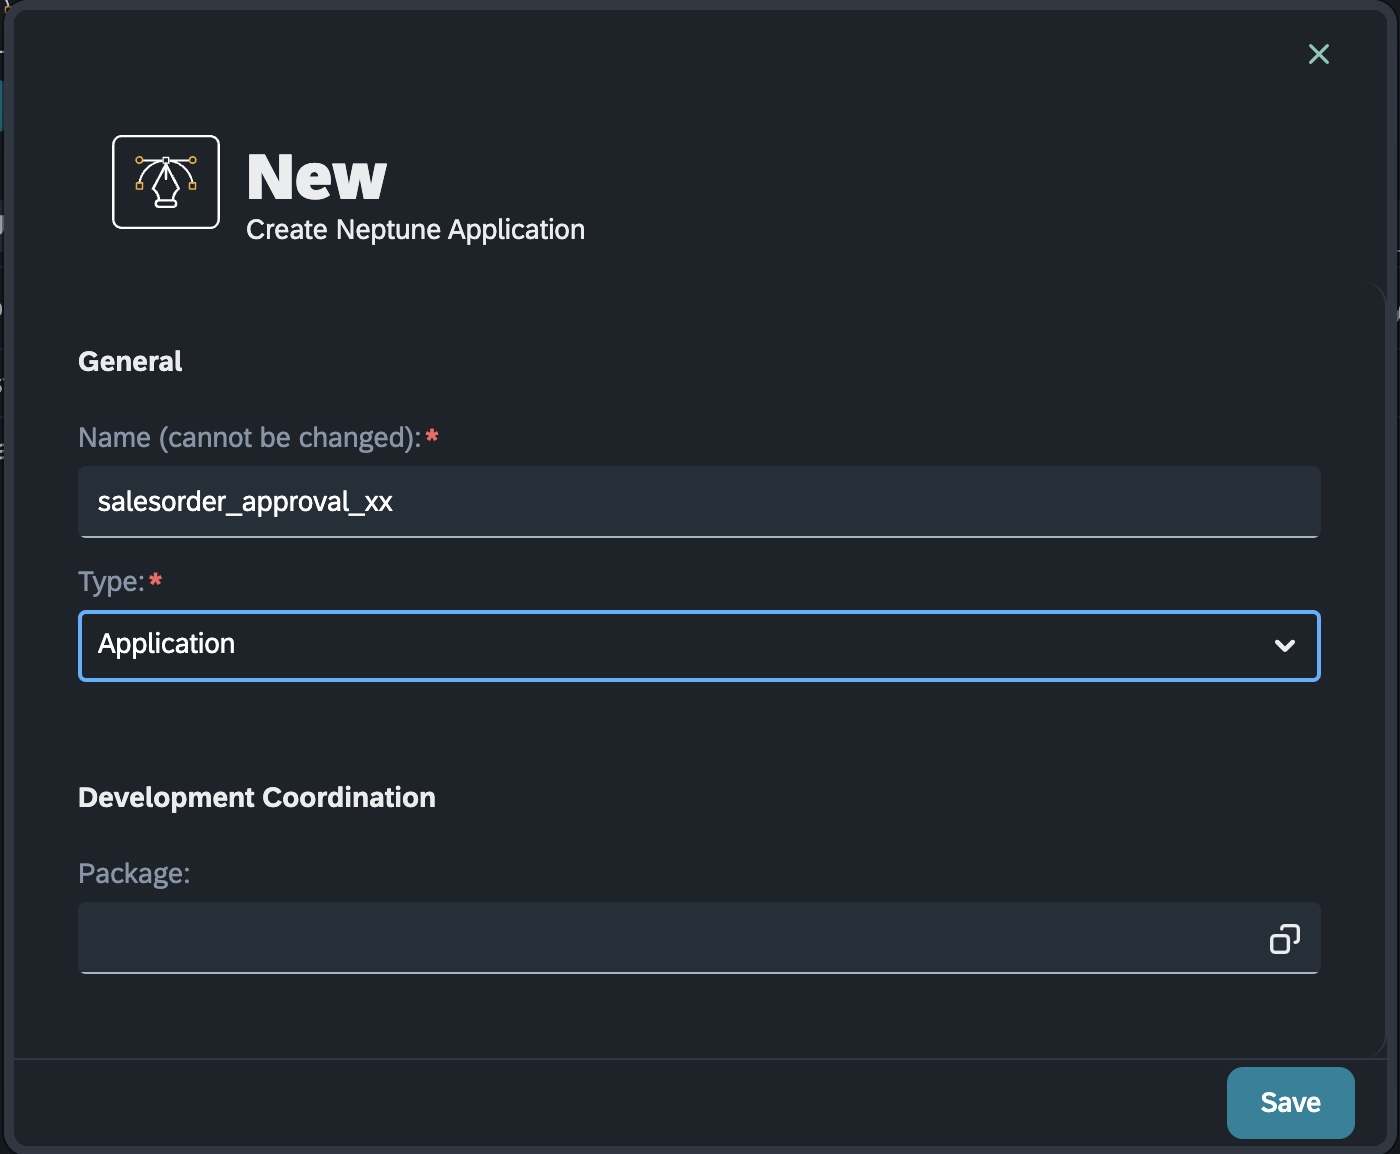 New
Create Neptune Application
General
Name (cannot be changed):*
salesorder_approval_xx
Type:*
Application
Development Coordination
Package:
Save